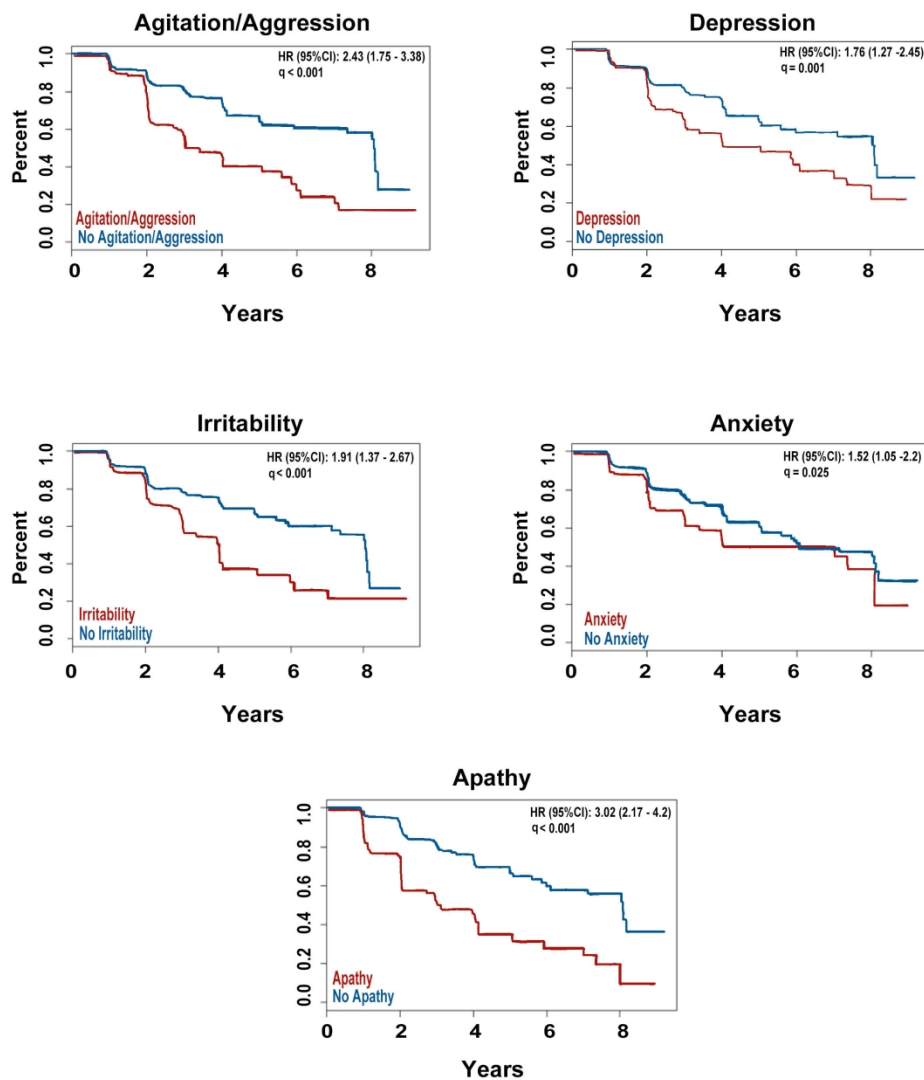 Agitation/Aggression
HR (95%CI): 2.43 (1.75 - 3.38)
q < 0.001
Percent
1.0
0.8
0.6
0.4
0.2
0.0
Agitation/Aggression
No Agitation/Aggression
0 2 4 6 8
Years
Depression
HR (95%CI): 1.76 (1.27 -2.45)
q = 0.001
Percent
1.0
0.8
0.6
0.4
0.2
0.0
Depression
No Depression
0 2 4 6 8
Years
Irritability
HR (95%CI): 1.91 (1.37 - 2.67)
q < 0.001
Percent
1.0
0.8
0.6
0.4
0.2
0.0
Irritability
No Irritability
0 2 4 6 8
Years
Anxiety
HR (95%CI): 1.52 (1.05 -2.2)
q = 0.025
Percent
1.0
0.8
0.6
0.4
0.2
0.0
Anxiety
No Anxiety
0 2 4 6 8
Years
Apathy
HR (95%CI): 3.02 (2.17 - 4.2)
q < 0.001
Percent
1.0
0.8
0.6
0.4
0.2
0.0
Apathy
No Apathy
0 2 4 6 8
Years